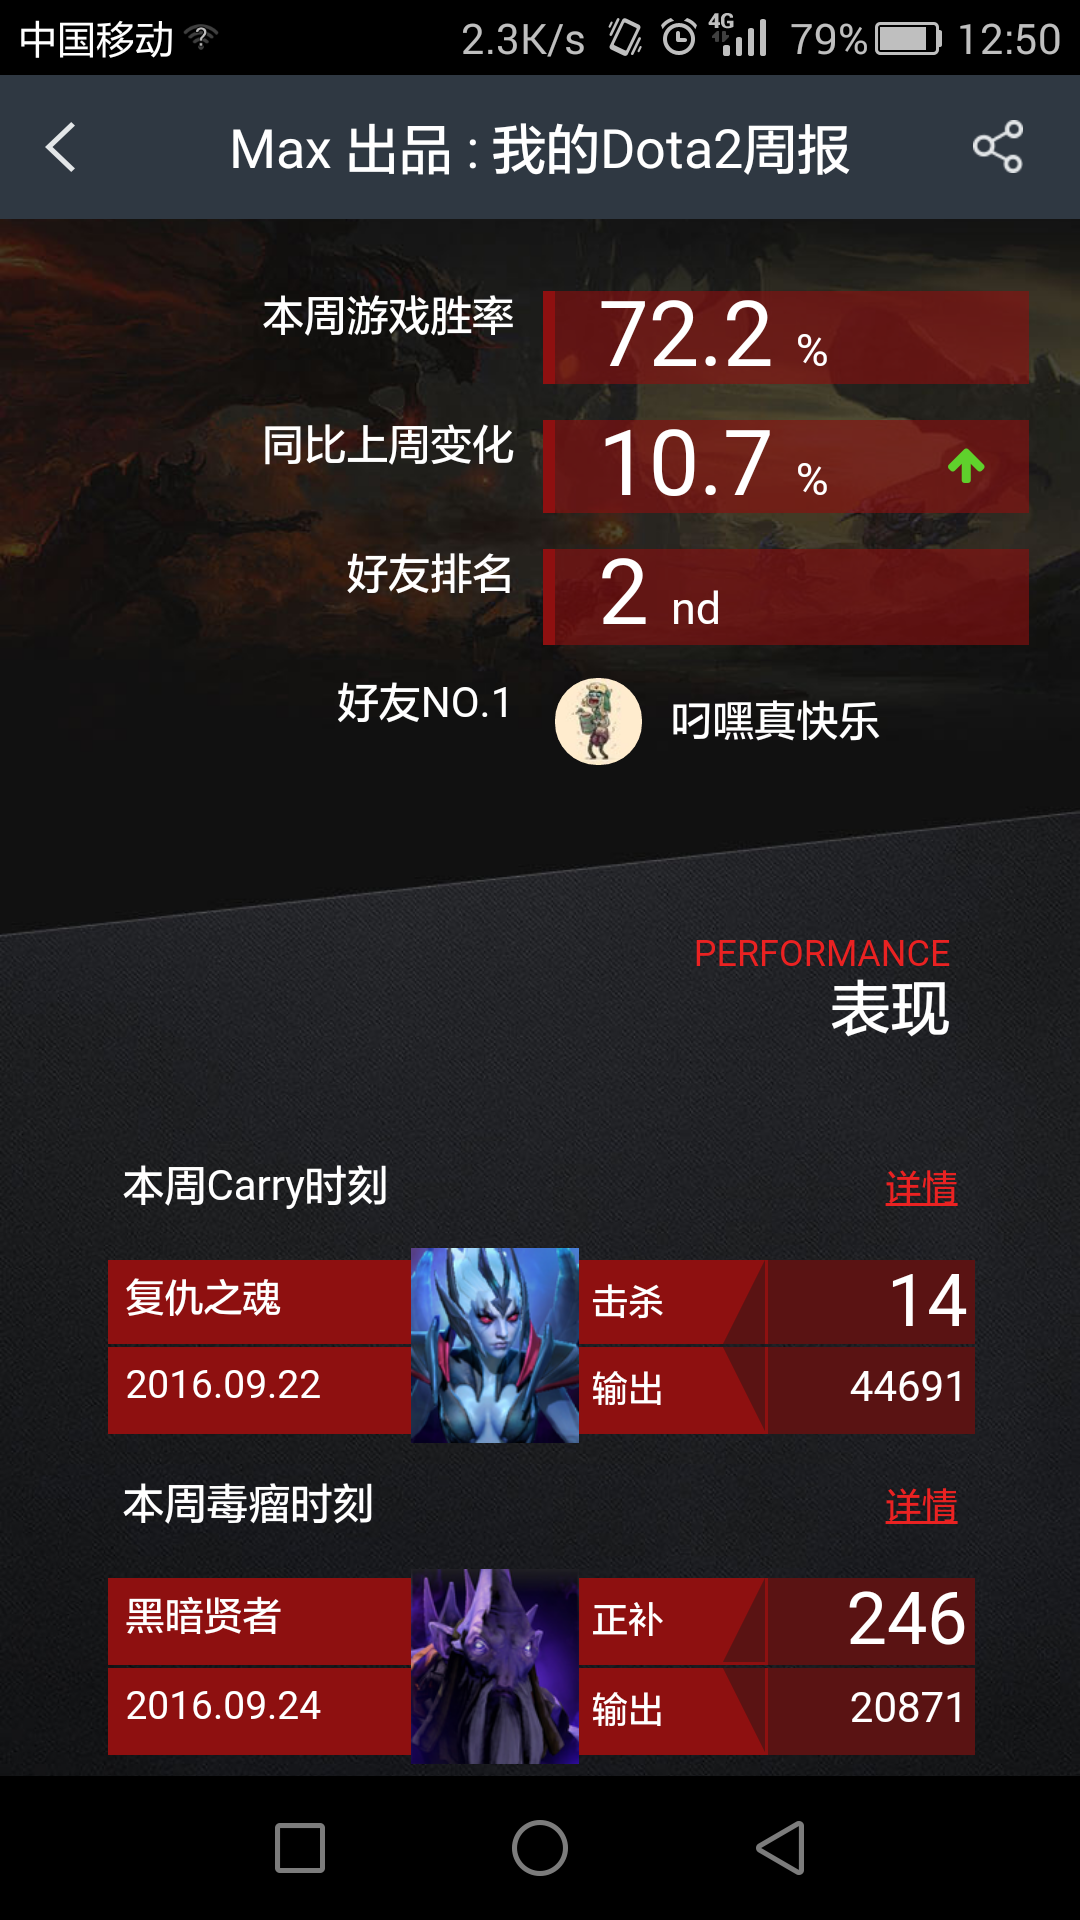 中国移动 2.3K/s 4G 79% 12:50
Max 出品 : 我的Dota2周报
本周游戏胜率 72.2 %
同比上周变化 10.7 %
好友排名 2 nd
好友NO.1 叼嘿真快乐
PERFORMANCE
表现
本周Carry时刻 详情
复仇之魂 击杀 14
2016.09.22 输出 44691
本周毒瘤时刻 详情
黑暗贤者 正补 246
2016.09.24 输出 20871